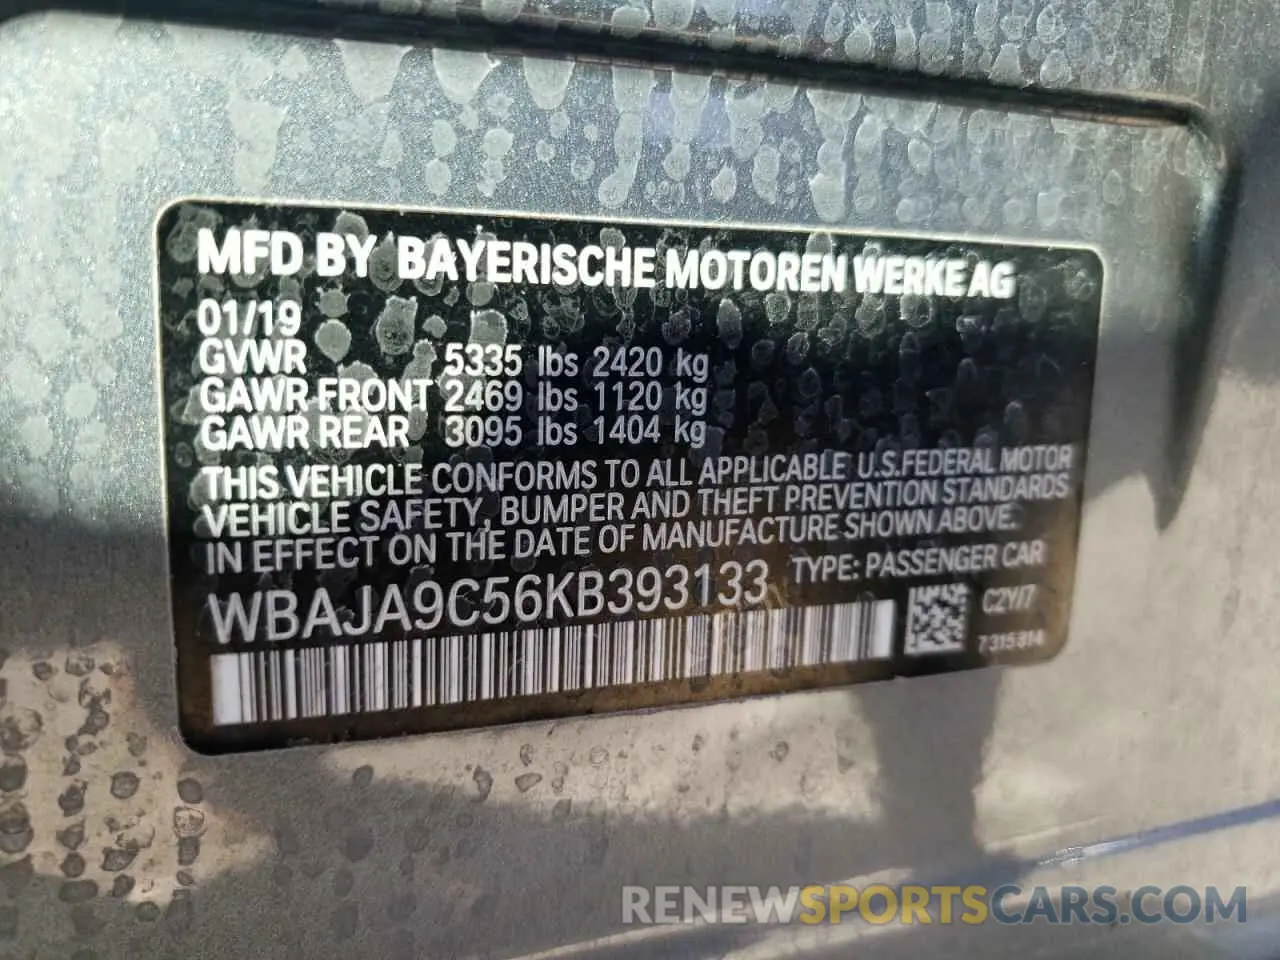 MFD BY BAYERISCHE MOTOREN WERKE AG
01/19
GVWR 5335 lbs 2420 kg
GAWR FRONT 2469 lbs 1120 kg
GAWR REAR 3095 lbs 1404 kg
THIS VEHICLE CONFORMS TO ALL APPLICABLE U.S.FEDERAL MOTOR
VEHICLE SAFETY, BUMPER AND THEFT PREVENTION STANDARDS
IN EFFECT ON THE DATE OF MANUFACTURE SHOWN ABOVE.
WBAJA9C56KB393133 TYPE: PASSENGER CAR
C2Y/7
7315814
RENEWSPORTSCARS.COM